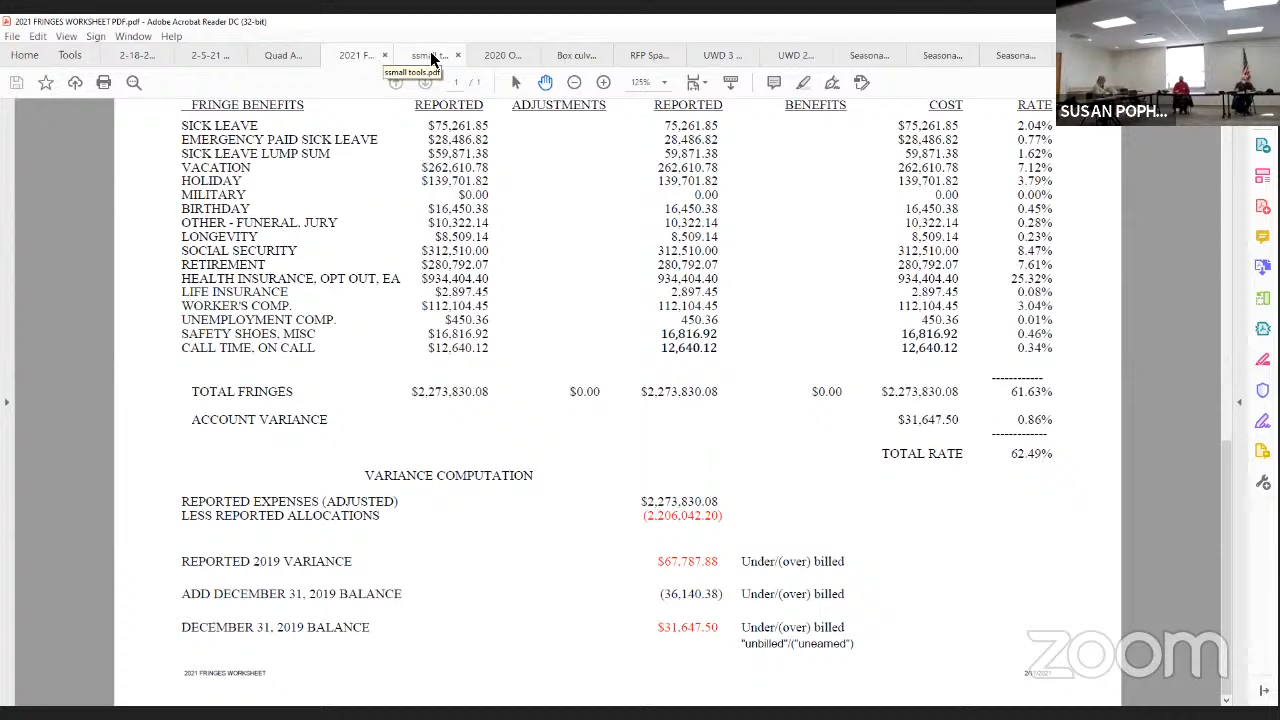 2021 FRINGES WORKSHEET PDF.pdf - Adobe Acrobat Reader DC (32-bit)
File Edit View Sign Window Help
Home Tools 2-18-2... 2-5-21 ... Quad A... 2021 F... × ssmall t... × 2020 O... Box culv... RFP Spa... UWD 3 ... UWD 2... Seasona... Seasona... Seasona...
ssmall tools.pdf
1 / 1 125%
SUSAN POPH...
FRINGE BENEFITS REPORTED ADJUSTMENTS REPORTED BENEFITS COST RATE
SICK LEAVE $75,261.85 75,261.85 $75,261.85 2.04%
EMERGENCY PAID SICK LEAVE $28,486.82 28,486.82 $28,486.82 0.77%
SICK LEAVE LUMP SUM $59,871.38 59,871.38 59,871.38 1.62%
VACATION $262,610.78 262,610.78 262,610.78 7.12%
HOLIDAY $139,701.82 139,701.82 139,701.82 3.79%
MILITARY $0.00 0.00 0.00 0.00%
BIRTHDAY $16,450.38 16,450.38 16,450.38 0.45%
OTHER - FUNERAL, JURY $10,322.14 10,322.14 10,322.14 0.28%
LONGEVITY $8,509.14 8,509.14 8,509.14 0.23%
SOCIAL SECURITY $312,510.00 312,510.00 312,510.00 8.47%
RETIREMENT $280,792.07 280,792.07 280,792.07 7.61%
HEALTH INSURANCE, OPT OUT, EA $934,404.40 934,404.40 934,404.40 25.32%
LIFE INSURANCE $2,897.45 2,897.45 2,897.45 0.08%
WORKER'S COMP. $112,104.45 112,104.45 112,104.45 3.04%
UNEMPLOYMENT COMP. $450.36 450.36 450.36 0.01%
SAFETY SHOES, MISC $16,816.92 16,816.92 16,816.92 0.46%
CALL TIME, ON CALL $12,640.12 12,640.12 12,640.12 0.34%
------------
TOTAL FRINGES $2,273,830.08 $0.00 $2,273,830.08 $0.00 $2,273,830.08 61.63%
ACCOUNT VARIANCE $31,647.50 0.86%
-------------
TOTAL RATE 62.49%
VARIANCE COMPUTATION
REPORTED EXPENSES (ADJUSTED) $2,273,830.08
LESS REPORTED ALLOCATIONS (2,206,042.20)
REPORTED 2019 VARIANCE $67,787.88 Under/(over) billed
ADD DECEMBER 31, 2019 BALANCE (36,140.38) Under/(over) billed
DECEMBER 31, 2019 BALANCE $31,647.50 Under/(over) billed
"unbilled"/("unearned")
zoom
2021 FRINGES WORKSHEET